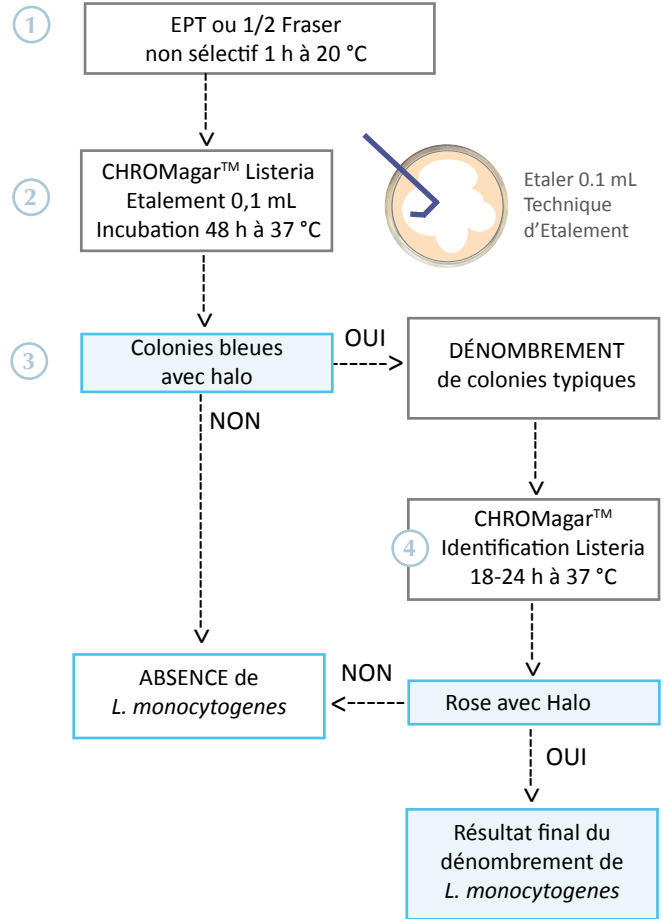 1
EPT ou 1/2 Fraser
non sélectif 1 h à 20 °C
2
CHROMagar™ Listeria
Etalement 0,1 mL
Incubation 48 h à 37 °C
Etaler 0.1 mL
Technique
d'Etalement
3
Colonies bleues
avec halo
OUI
DÉNOMBREMENT
de colonies typiques
NON
4
CHROMagar™
Identification Listeria
18-24 h à 37 °C
ABSENCE de
L. monocytogenes
NON
Rose avec Halo
OUI
Résultat final du
dénombrement de
L. monocytogenes